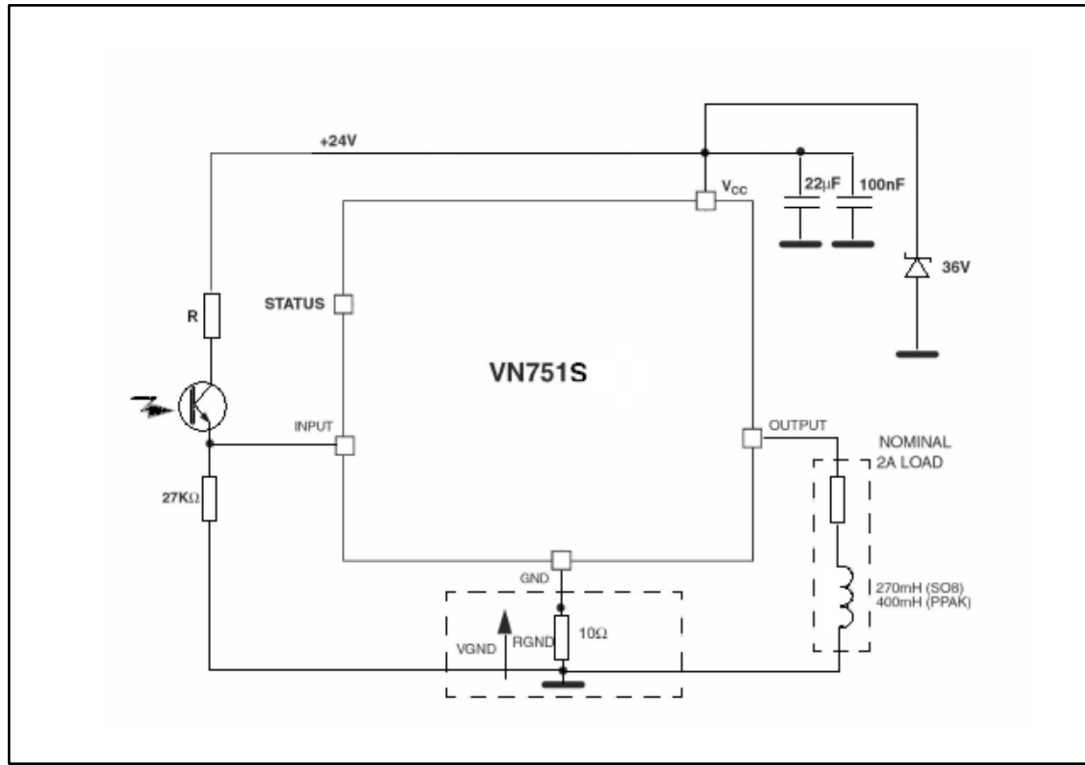 +24V
VCC
22µF
100nF
36V
STATUS
R
VN751S
INPUT
OUTPUT
NOMINAL
2A LOAD
27KΩ
GND
270mH (SO8)
400mH (PPAK)
VGND
RGND
10Ω